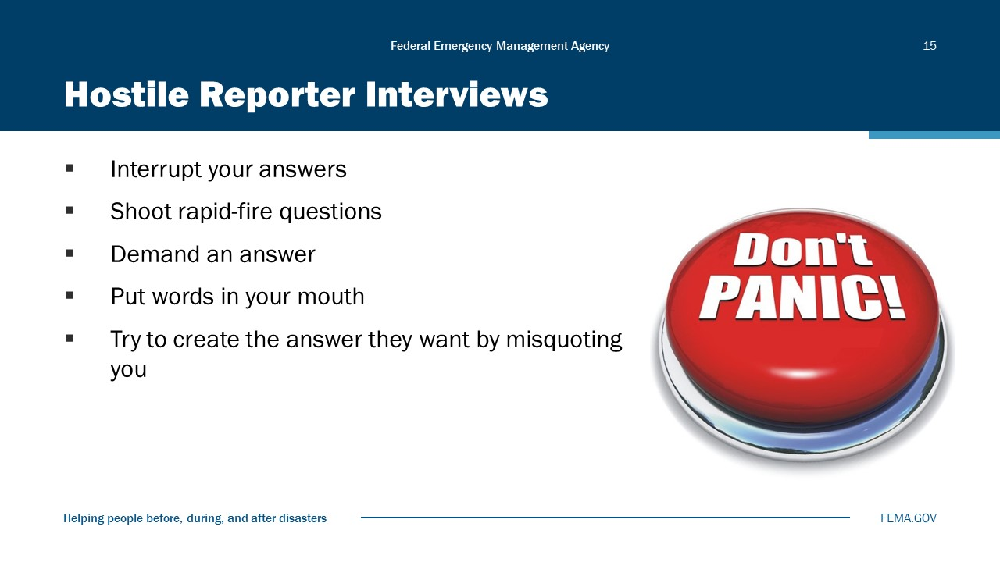 Federal Emergency Management Agency
15
Hostile Reporter Interviews
▪ Interrupt your answers
▪ Shoot rapid-fire questions
▪ Demand an answer
▪ Put words in your mouth
▪ Try to create the answer they want by misquoting
you
Don't
PANIC!
Helping people before, during, and after disasters
FEMA.GOV